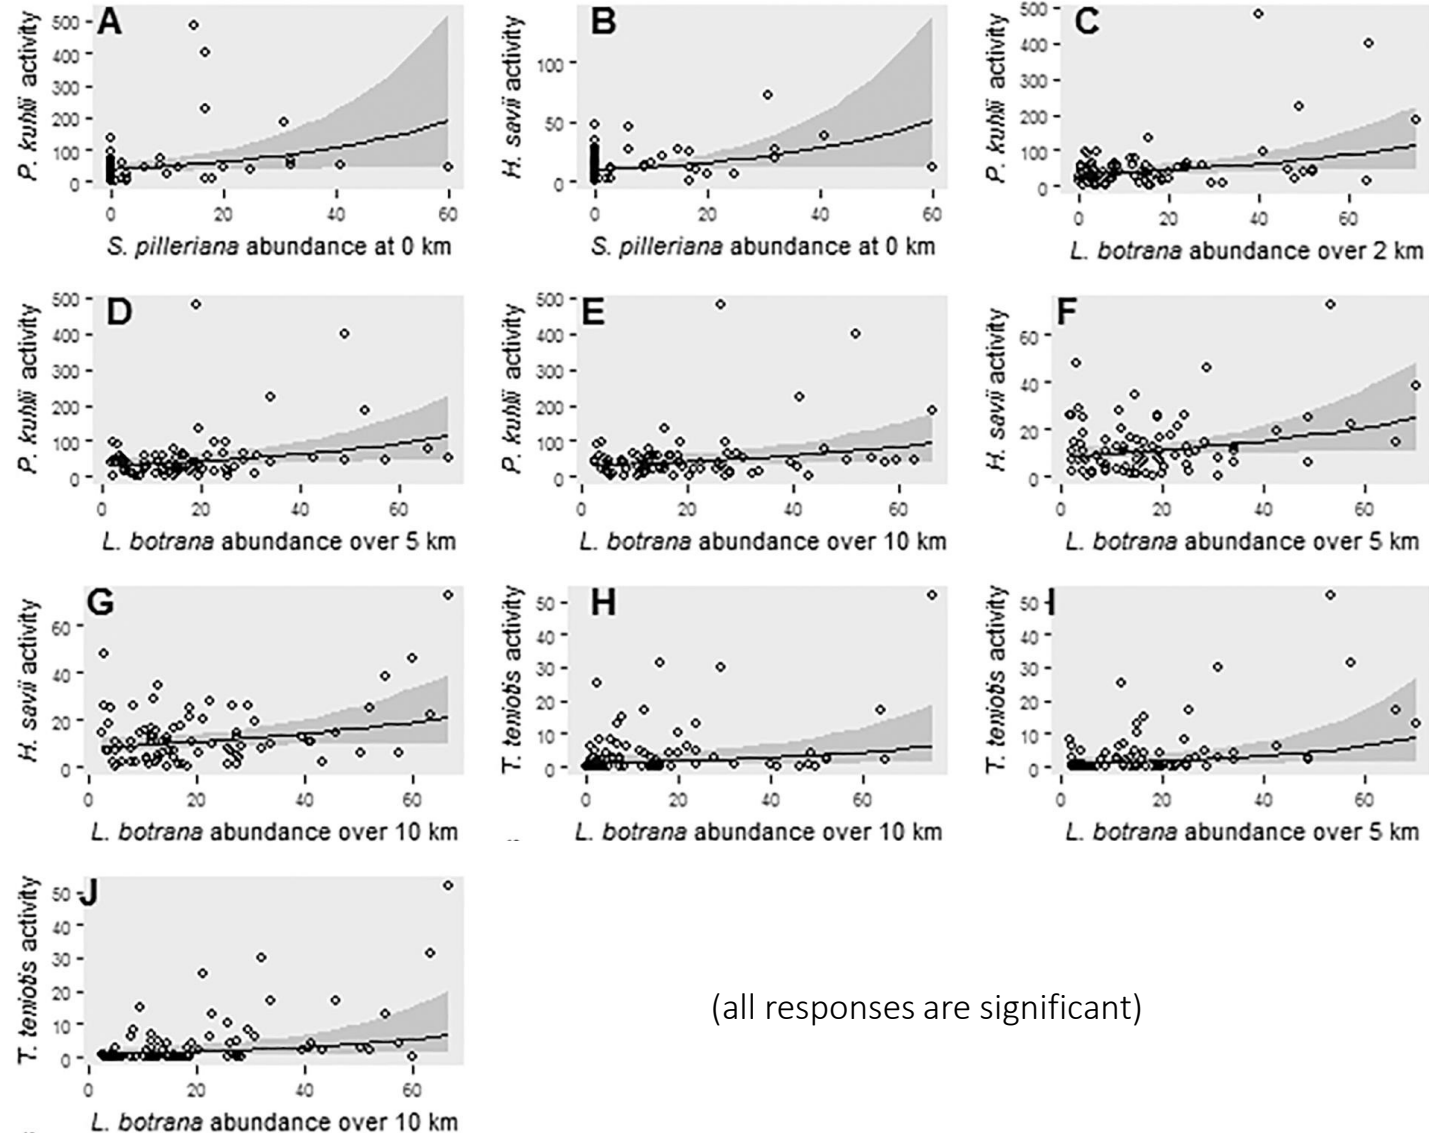 A
P. kuhlii activity
500
400
300
200
100
0
0 20 40 60
S. pilleriana abundance at 0 km
B
H. savii activity
100
50
0
0 20 40 60
S. pilleriana abundance at 0 km
C
P. kuhlii activity
500
400
300
200
100
0
0 20 40 60
L. botrana abundance over 2 km
D
P. kuhlii activity
500
400
300
200
100
0
0 20 40 60
L. botrana abundance over 5 km
E
P. kuhlii activity
500
400
300
200
100
0
0 20 40 60
L. botrana abundance over 10 km
F
H. savii activity
60
40
20
0
0 20 40 60
L. botrana abundance over 5 km
G
H. savii activity
60
40
20
0
0 20 40 60
L. botrana abundance over 10 km
H
T. teniobs activity
50
40
30
20
10
0
0 20 40 60
L. botrana abundance over 10 km
I
T. teniobs activity
50
40
30
20
10
0
0 20 40 60
L. botrana abundance over 5 km
J
T. teniobs activity
50
40
30
20
10
0
0 20 40 60
L. botrana abundance over 10 km
(all responses are significant)